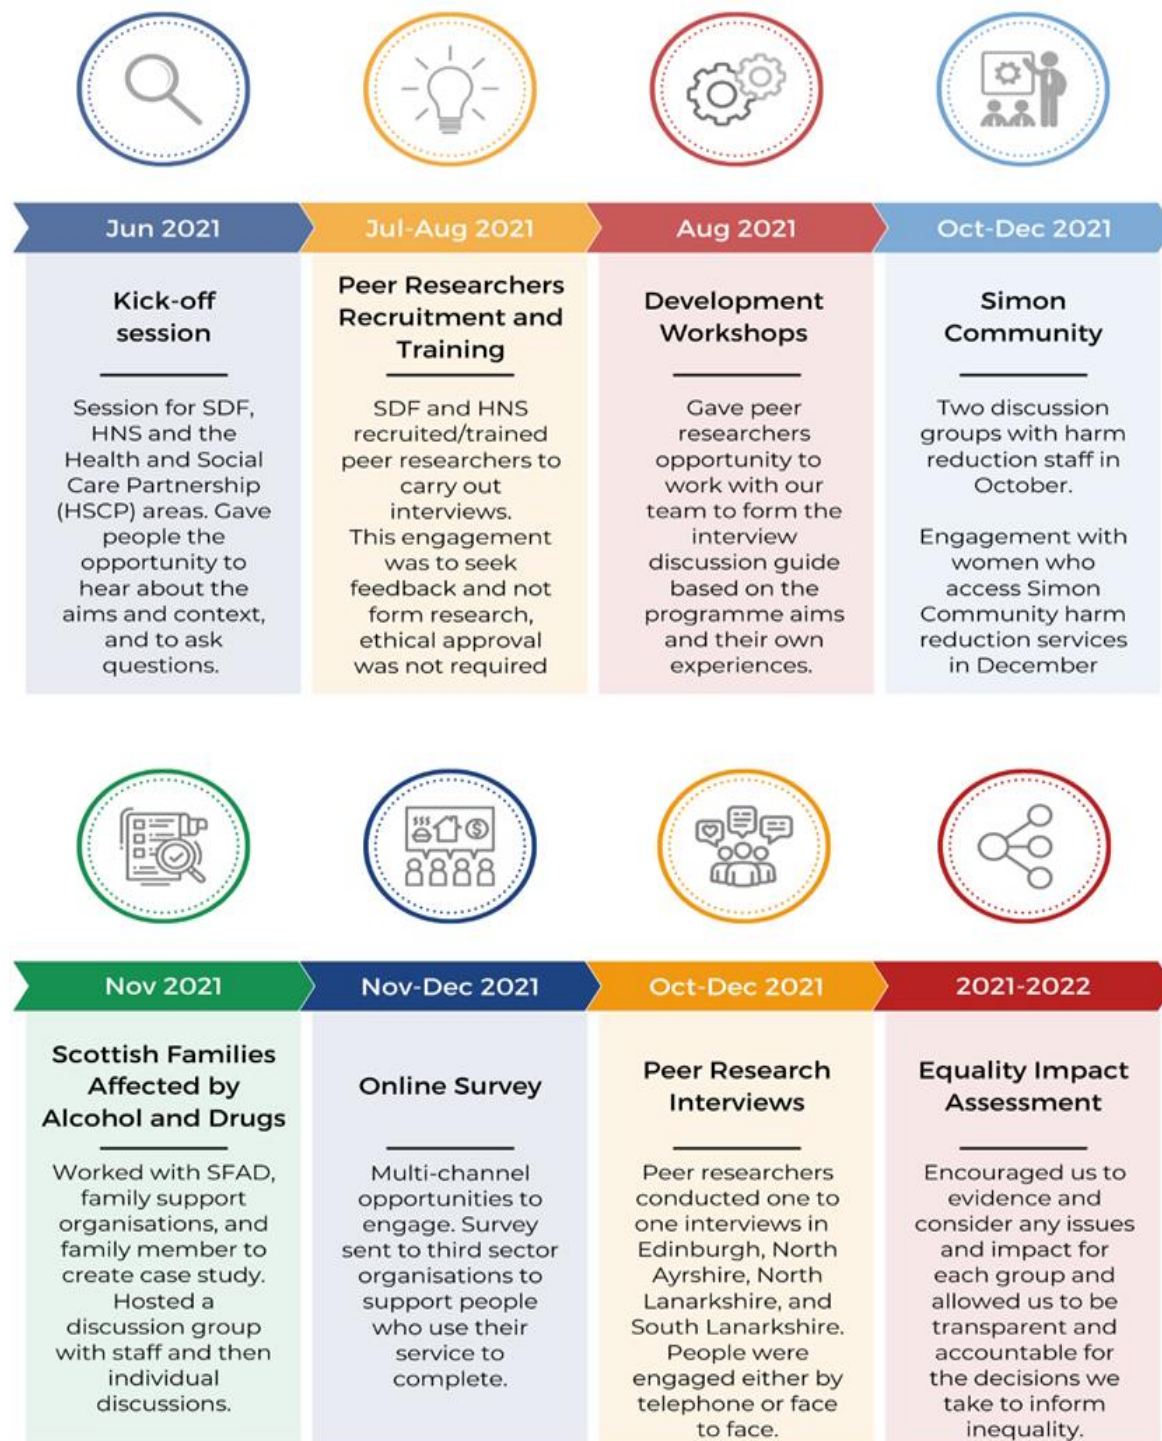 Jun 2021
Kick-off
session
Session for SDF,
HNS and the
Health and Social
Care Partnership
(HSCP) areas. Gave
people the
opportunity to
hear about the
aims and context,
and to ask
questions.
Jul-Aug 2021
Peer Researchers
Recruitment and
Training
SDF and HNS
recruited/trained
peer researchers to
carry out
interviews.
This engagement
was to seek
feedback and not
form research,
ethical approval
was not required
Aug 2021
Development
Workshops
Gave peer
researchers
opportunity to
work with our
team to form the
interview
discussion guide
based on the
programme aims
and their own
experiences.
Oct-Dec 2021
Simon
Community
Two discussion
groups with harm
reduction staff in
October.
Engagement with
women who
access Simon
Community harm
reduction services
in December
Nov 2021
Scottish Families
Affected by
Alcohol and Drugs
Worked with SFAD,
family support
organisations, and
family member to
create case study.
Hosted a
discussion group
with staff and then
individual
discussions.
Nov-Dec 2021
Online Survey
Multi-channel
opportunities to
engage. Survey
sent to third sector
organisations to
support people
who use their
service to
complete.
Oct-Dec 2021
Peer Research
Interviews
Peer researchers
conducted one to
one interviews in
Edinburgh, North
Ayrshire, North
Lanarkshire, and
South Lanarkshire.
People were
engaged either by
telephone or face
to face.
2021-2022
Equality Impact
Assessment
Encouraged us to
evidence and
consider any issues
and impact for
each group and
allowed us to be
transparent and
accountable for
the decisions we
take to inform
inequality.